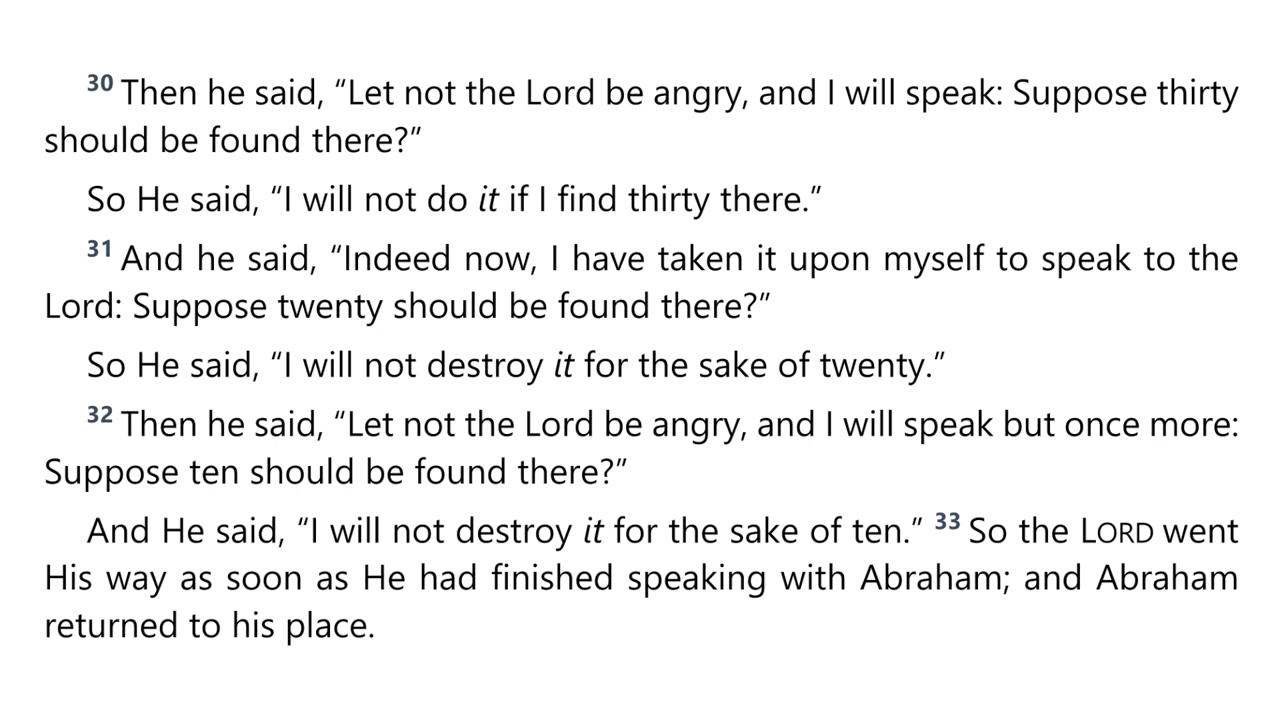 30 Then he said, “Let not the Lord be angry, and I will speak: Suppose thirty
should be found there?”
So He said, “I will not do it if I find thirty there.”
31 And he said, “Indeed now, I have taken it upon myself to speak to the
Lord: Suppose twenty should be found there?”
So He said, “I will not destroy it for the sake of twenty.”
32 Then he said, “Let not the Lord be angry, and I will speak but once more:
Suppose ten should be found there?”
And He said, “I will not destroy it for the sake of ten.” 33 So the LORD went
His way as soon as He had finished speaking with Abraham; and Abraham
returned to his place.